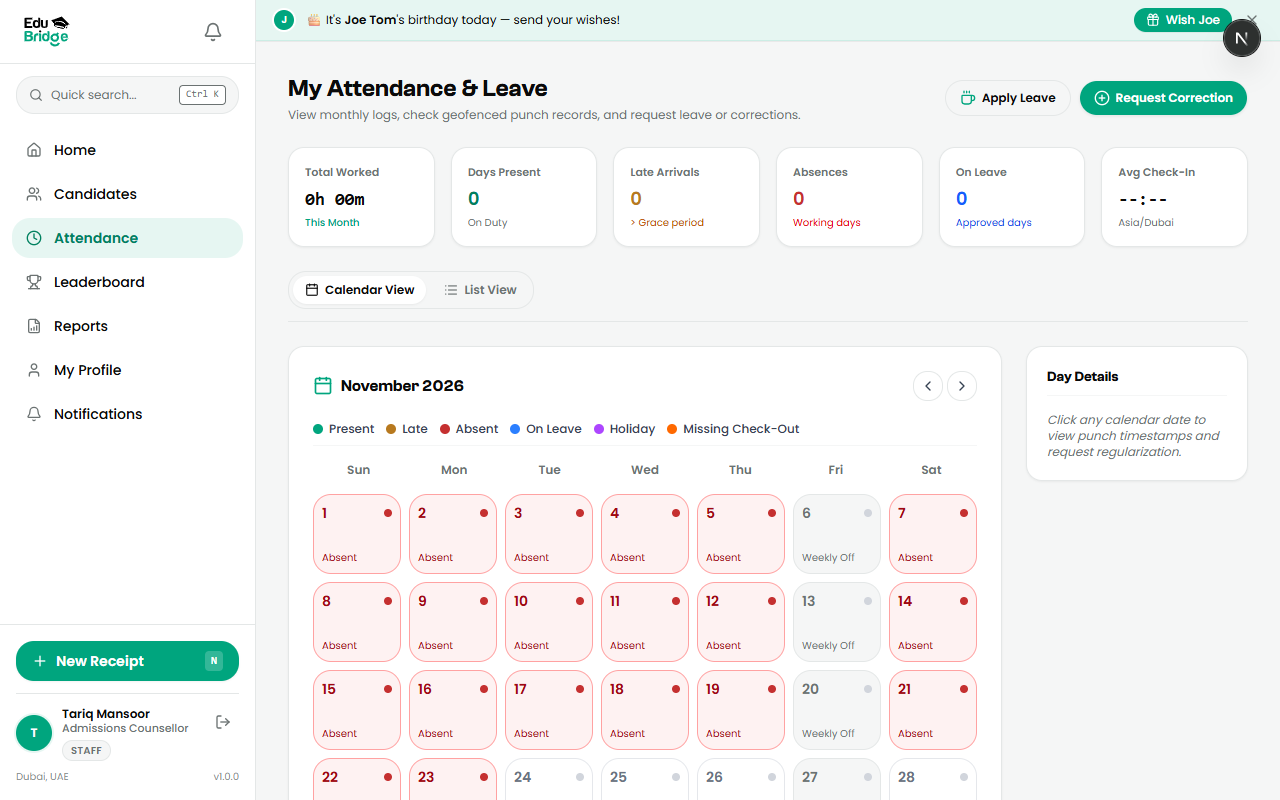 Edu
Bridge
J
🎂 It's Joe Tom's birthday today — send your wishes!
Wish Joe
N
Quick search...
Ctrl K
Home
Candidates
Attendance
Leaderboard
Reports
My Profile
Notifications
New Receipt
N
T
Tariq Mansoor
Admissions Counsellor
STAFF
Dubai, UAE
v1.0.0
My Attendance & Leave
View monthly logs, check geofenced punch records, and request leave or corrections.
Apply Leave
Request Correction
Total Worked
0h 00m
This Month
Days Present
0
On Duty
Late Arrivals
0
> Grace period
Absences
0
Working days
On Leave
0
Approved days
Avg Check-In
--:--
Asia/Dubai
Calendar View
List View
November 2026
Present
Late
Absent
On Leave
Holiday
Missing Check-Out
Sun Mon Tue Wed Thu Fri Sat
1 2 3 4 5 6 7
Absent Absent Absent Absent Absent Weekly Off Absent
8 9 10 11 12 13 14
Absent Absent Absent Absent Absent Weekly Off Absent
15 16 17 18 19 20 21
Absent Absent Absent Absent Absent Weekly Off Absent
22 23 24 25 26 27 28
Day Details
Click any calendar date to
view punch timestamps and
request regularization.